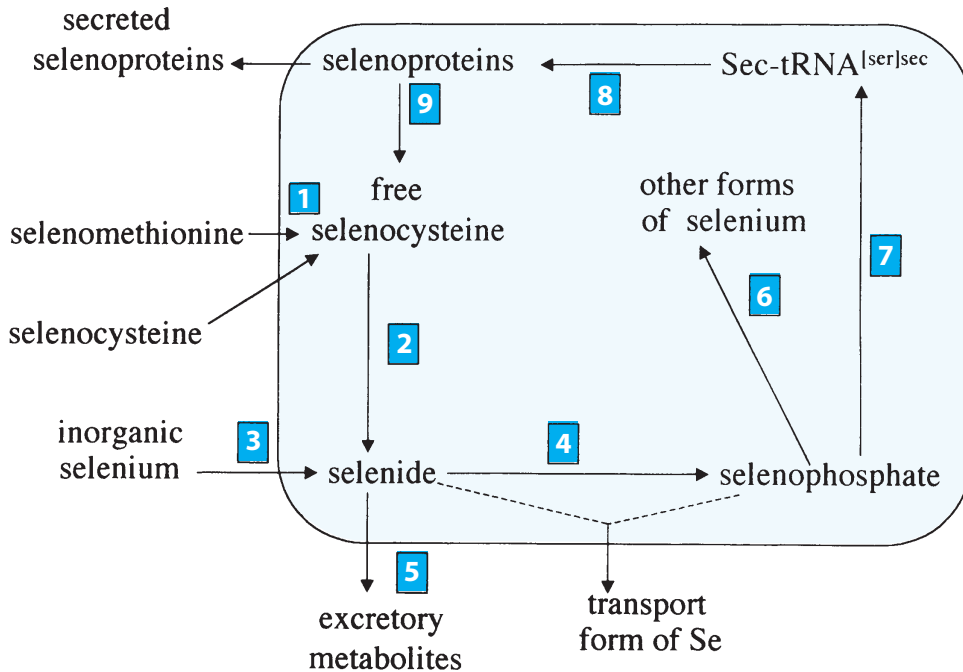 secreted
selenoproteins
selenoproteins
Sec-tRNA[ser]sec
8
9
free
selenocysteine
1
selenomethionine
selenocysteine
other forms
of selenium
7
6
2
inorganic
selenium
3
selenide
4
selenophosphate
5
excretory
metabolites
transport
form of Se